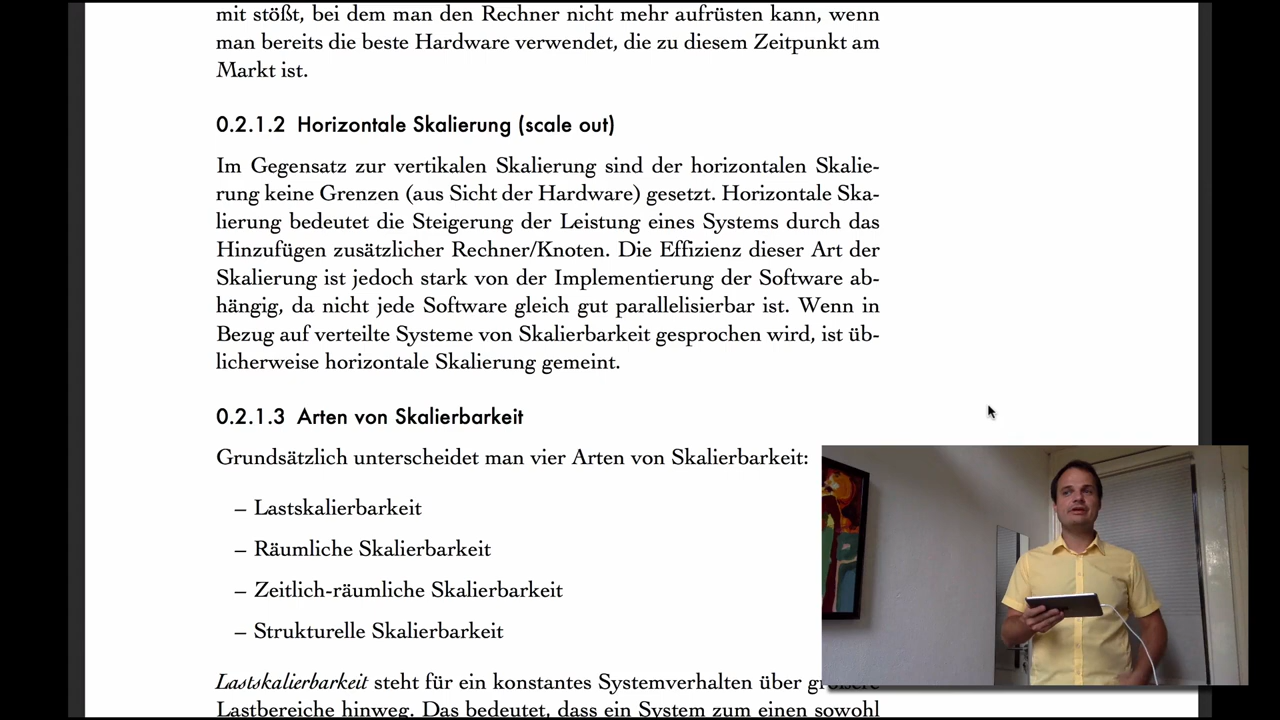 mit stößt, bei dem man den Rechner nicht mehr aufrüsten kann, wenn
man bereits die beste Hardware verwendet, die zu diesem Zeitpunkt am
Markt ist.
0.2.1.2 Horizontale Skalierung (scale out)
Im Gegensatz zur vertikalen Skalierung sind der horizontalen Skalie-
rung keine Grenzen (aus Sicht der Hardware) gesetzt. Horizontale Ska-
lierung bedeutet die Steigerung der Leistung eines Systems durch das
Hinzufügen zusätzlicher Rechner/Knoten. Die Effizienz dieser Art der
Skalierung ist jedoch stark von der Implementierung der Software ab-
hängig, da nicht jede Software gleich gut parallelisierbar ist. Wenn in
Bezug auf verteilte Systeme von Skalierbarkeit gesprochen wird, ist üb-
licherweise horizontale Skalierung gemeint.
0.2.1.3 Arten von Skalierbarkeit
Grundsätzlich unterscheidet man vier Arten von Skalierbarkeit:
– Lastskalierbarkeit
– Räumliche Skalierbarkeit
– Zeitlich-räumliche Skalierbarkeit
– Strukturelle Skalierbarkeit
Lastskalierbarkeit steht für ein konstantes Systemverhalten über größere
Lastbereiche hinweg. Das bedeutet, dass ein System zum einen sowohl